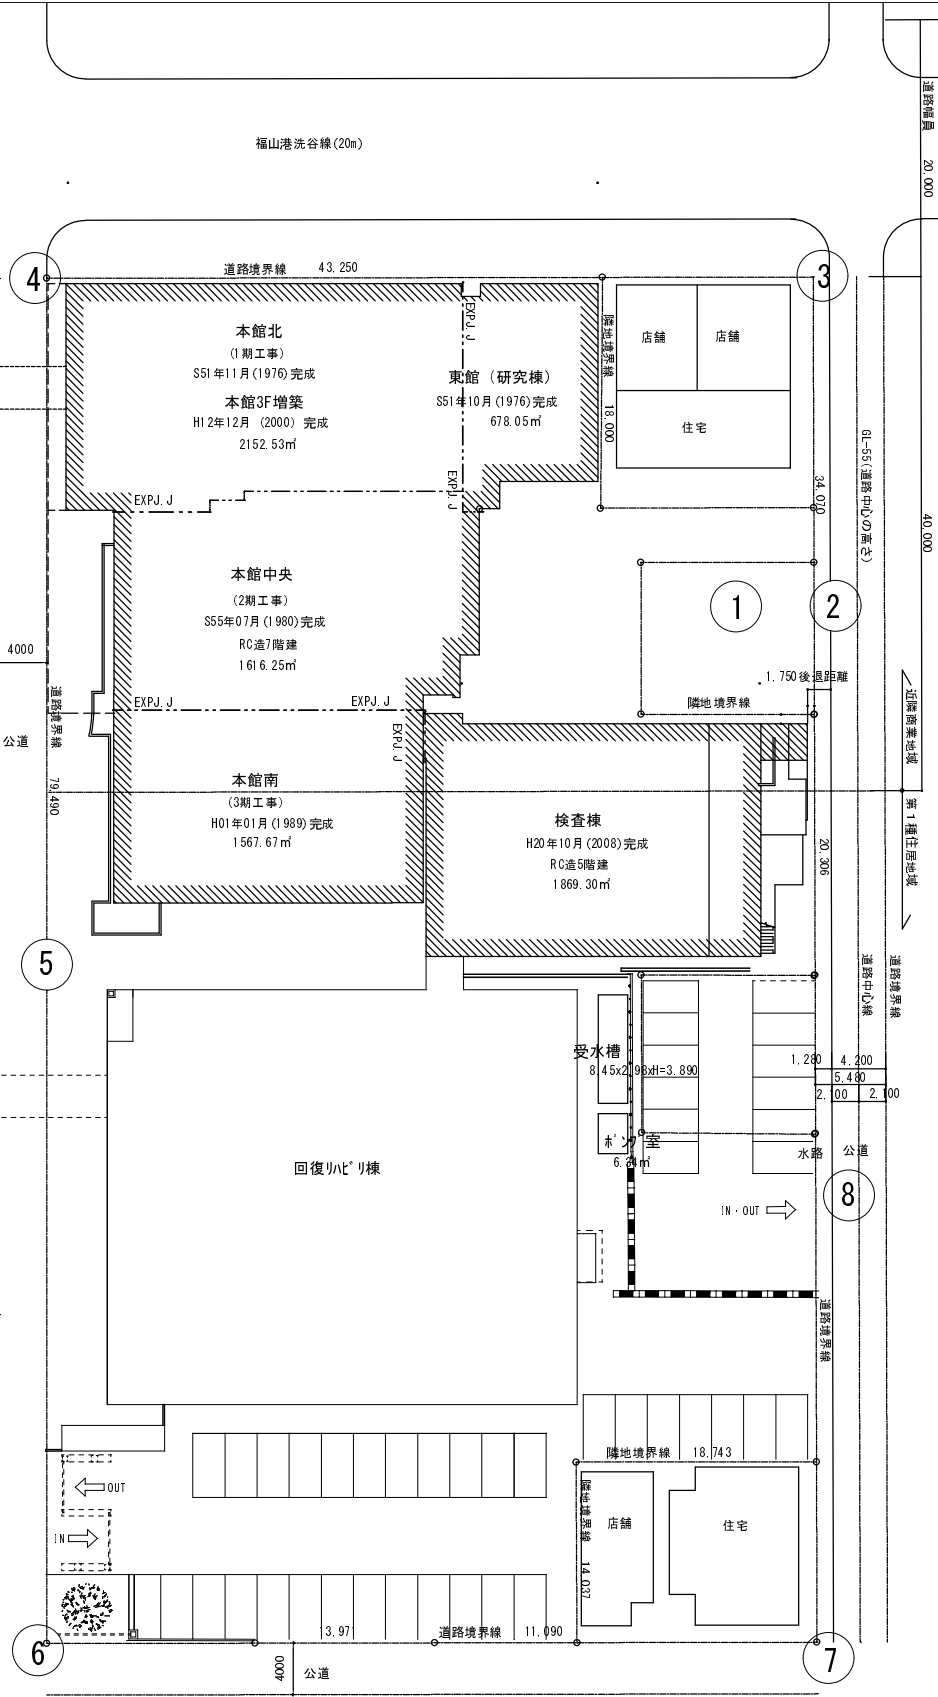 道路幅員 20.000
福山港洗谷線(20m)
4
道路境界線 43.250
3
本館北
(1期工事)
S51年11月(1976)完成
本館3F増築
H12年12月 (2000) 完成
2152.53㎡
EXPJ.J
東館 (研究棟)
S51年10月(1976)完成
678.05㎡
隣地境界線 18.000
店舗
店舗
住宅
34.070
GL-55(道路中心の高さ)
40.000
EXPJ.J
EXPJ.J
本館中央
(2期工事)
S55年07月(1980)完成
RC造7階建
1616.25㎡
1
2
4000
道路境界線 79.490
公道
EXPJ.J
EXPJ.J
EXPJ.J
1.750後退距離
隣地境界線
近隣商業地域
第1種住居地域
本館南
(3期工事)
H01年01月(1989)完成
1567.67㎡
検査棟
H20年10月(2008)完成
RC造5階建
1869.30㎡
20.306
5
道路中心線
道路境界線
受水槽
8.45x2.98xH=3.890
1.280
4.200
5.480
2.100
2.100
ポンプ室
6.34㎡
水路
公道
回復ﾘﾊﾋﾞﾘ棟
8
IN・OUT
道路境界線
隣地境界線 18.743
OUT
IN
隣地境界線 14.037
店舗
住宅
6
13.971
道路境界線
11.090
7
4000
公道